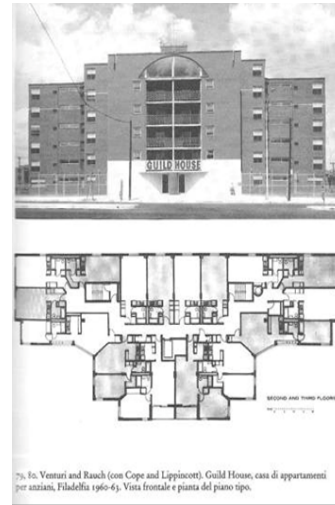 GUILD HOUSE
SECOND AND THIRD FLOORS
79, 80. Venturi and Rauch (con Cope and Lippincott). Guild House, casa di appartamenti
per anziani, Filadelfia 1960-63. Vista frontale e pianta del piano tipo.